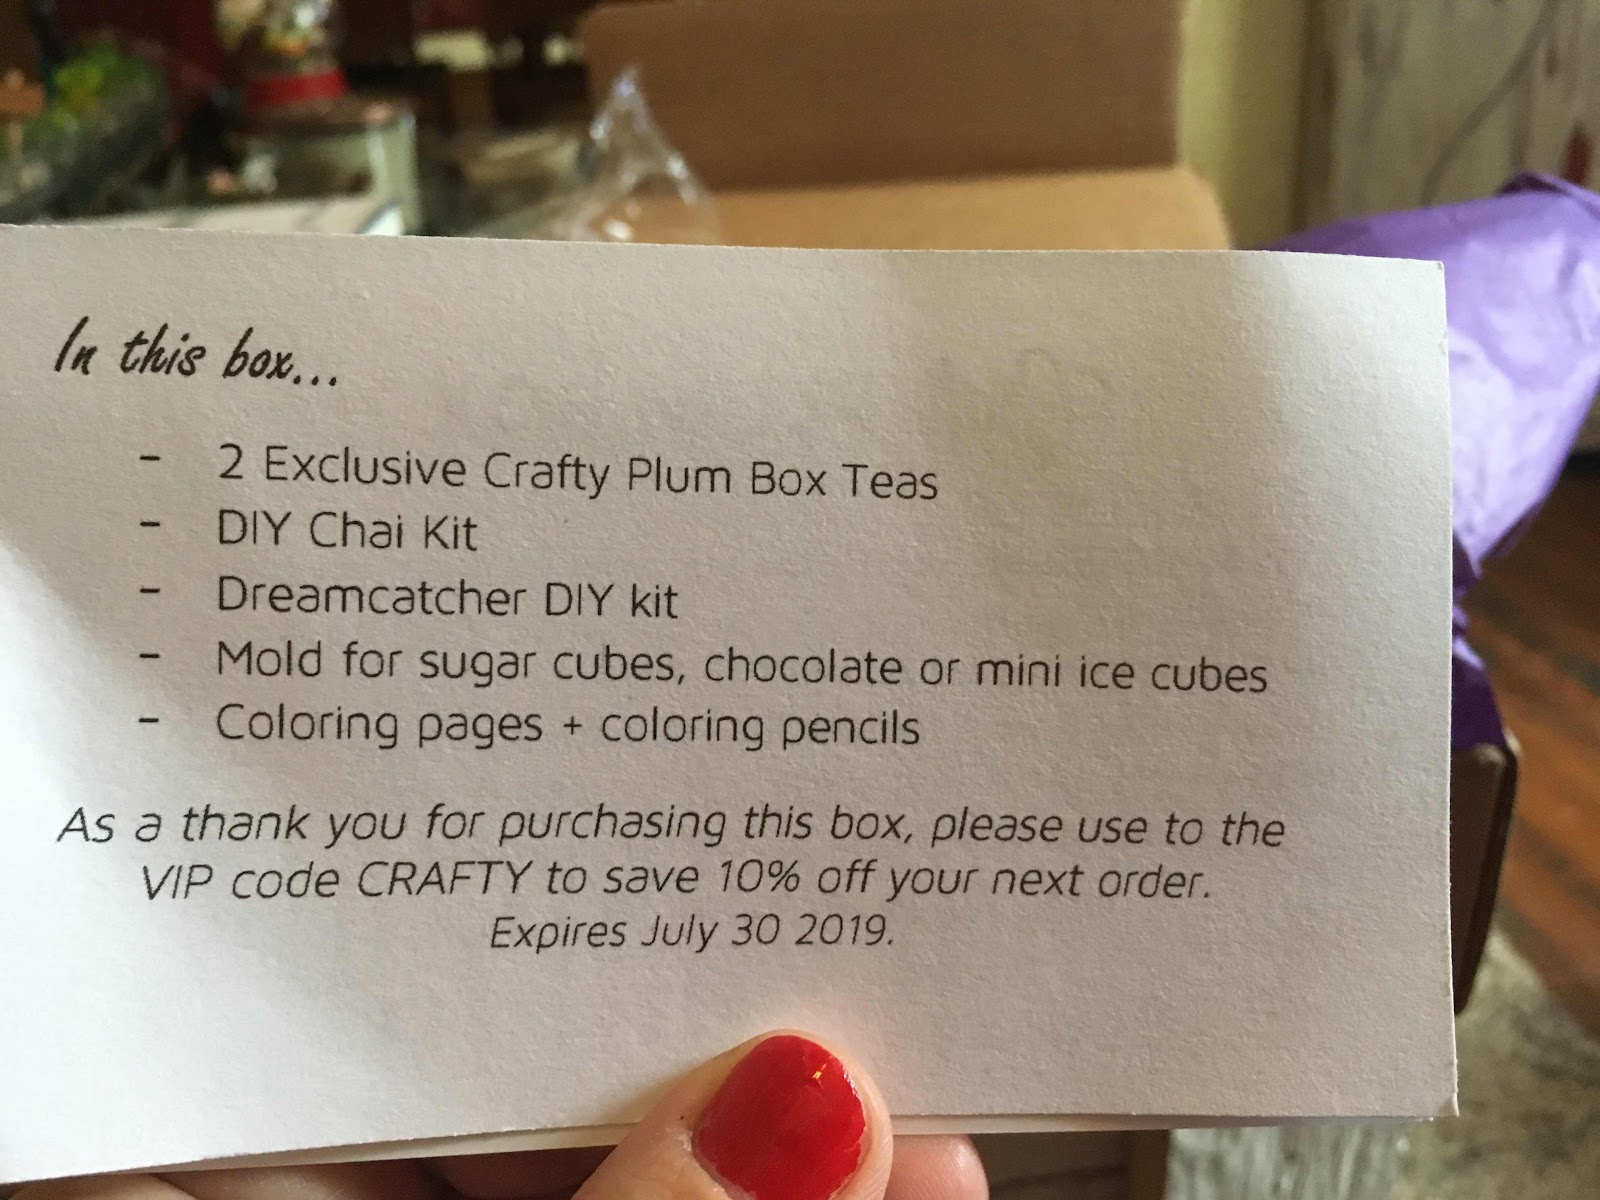 In this box...
- 2 Exclusive Crafty Plum Box Teas
- DIY Chai Kit
- Dreamcatcher DIY kit
- Mold for sugar cubes, chocolate or mini ice cubes
- Coloring pages + coloring pencils
As a thank you for purchasing this box, please use to the
VIP code CRAFTY to save 10% off your next order.
Expires July 30 2019.